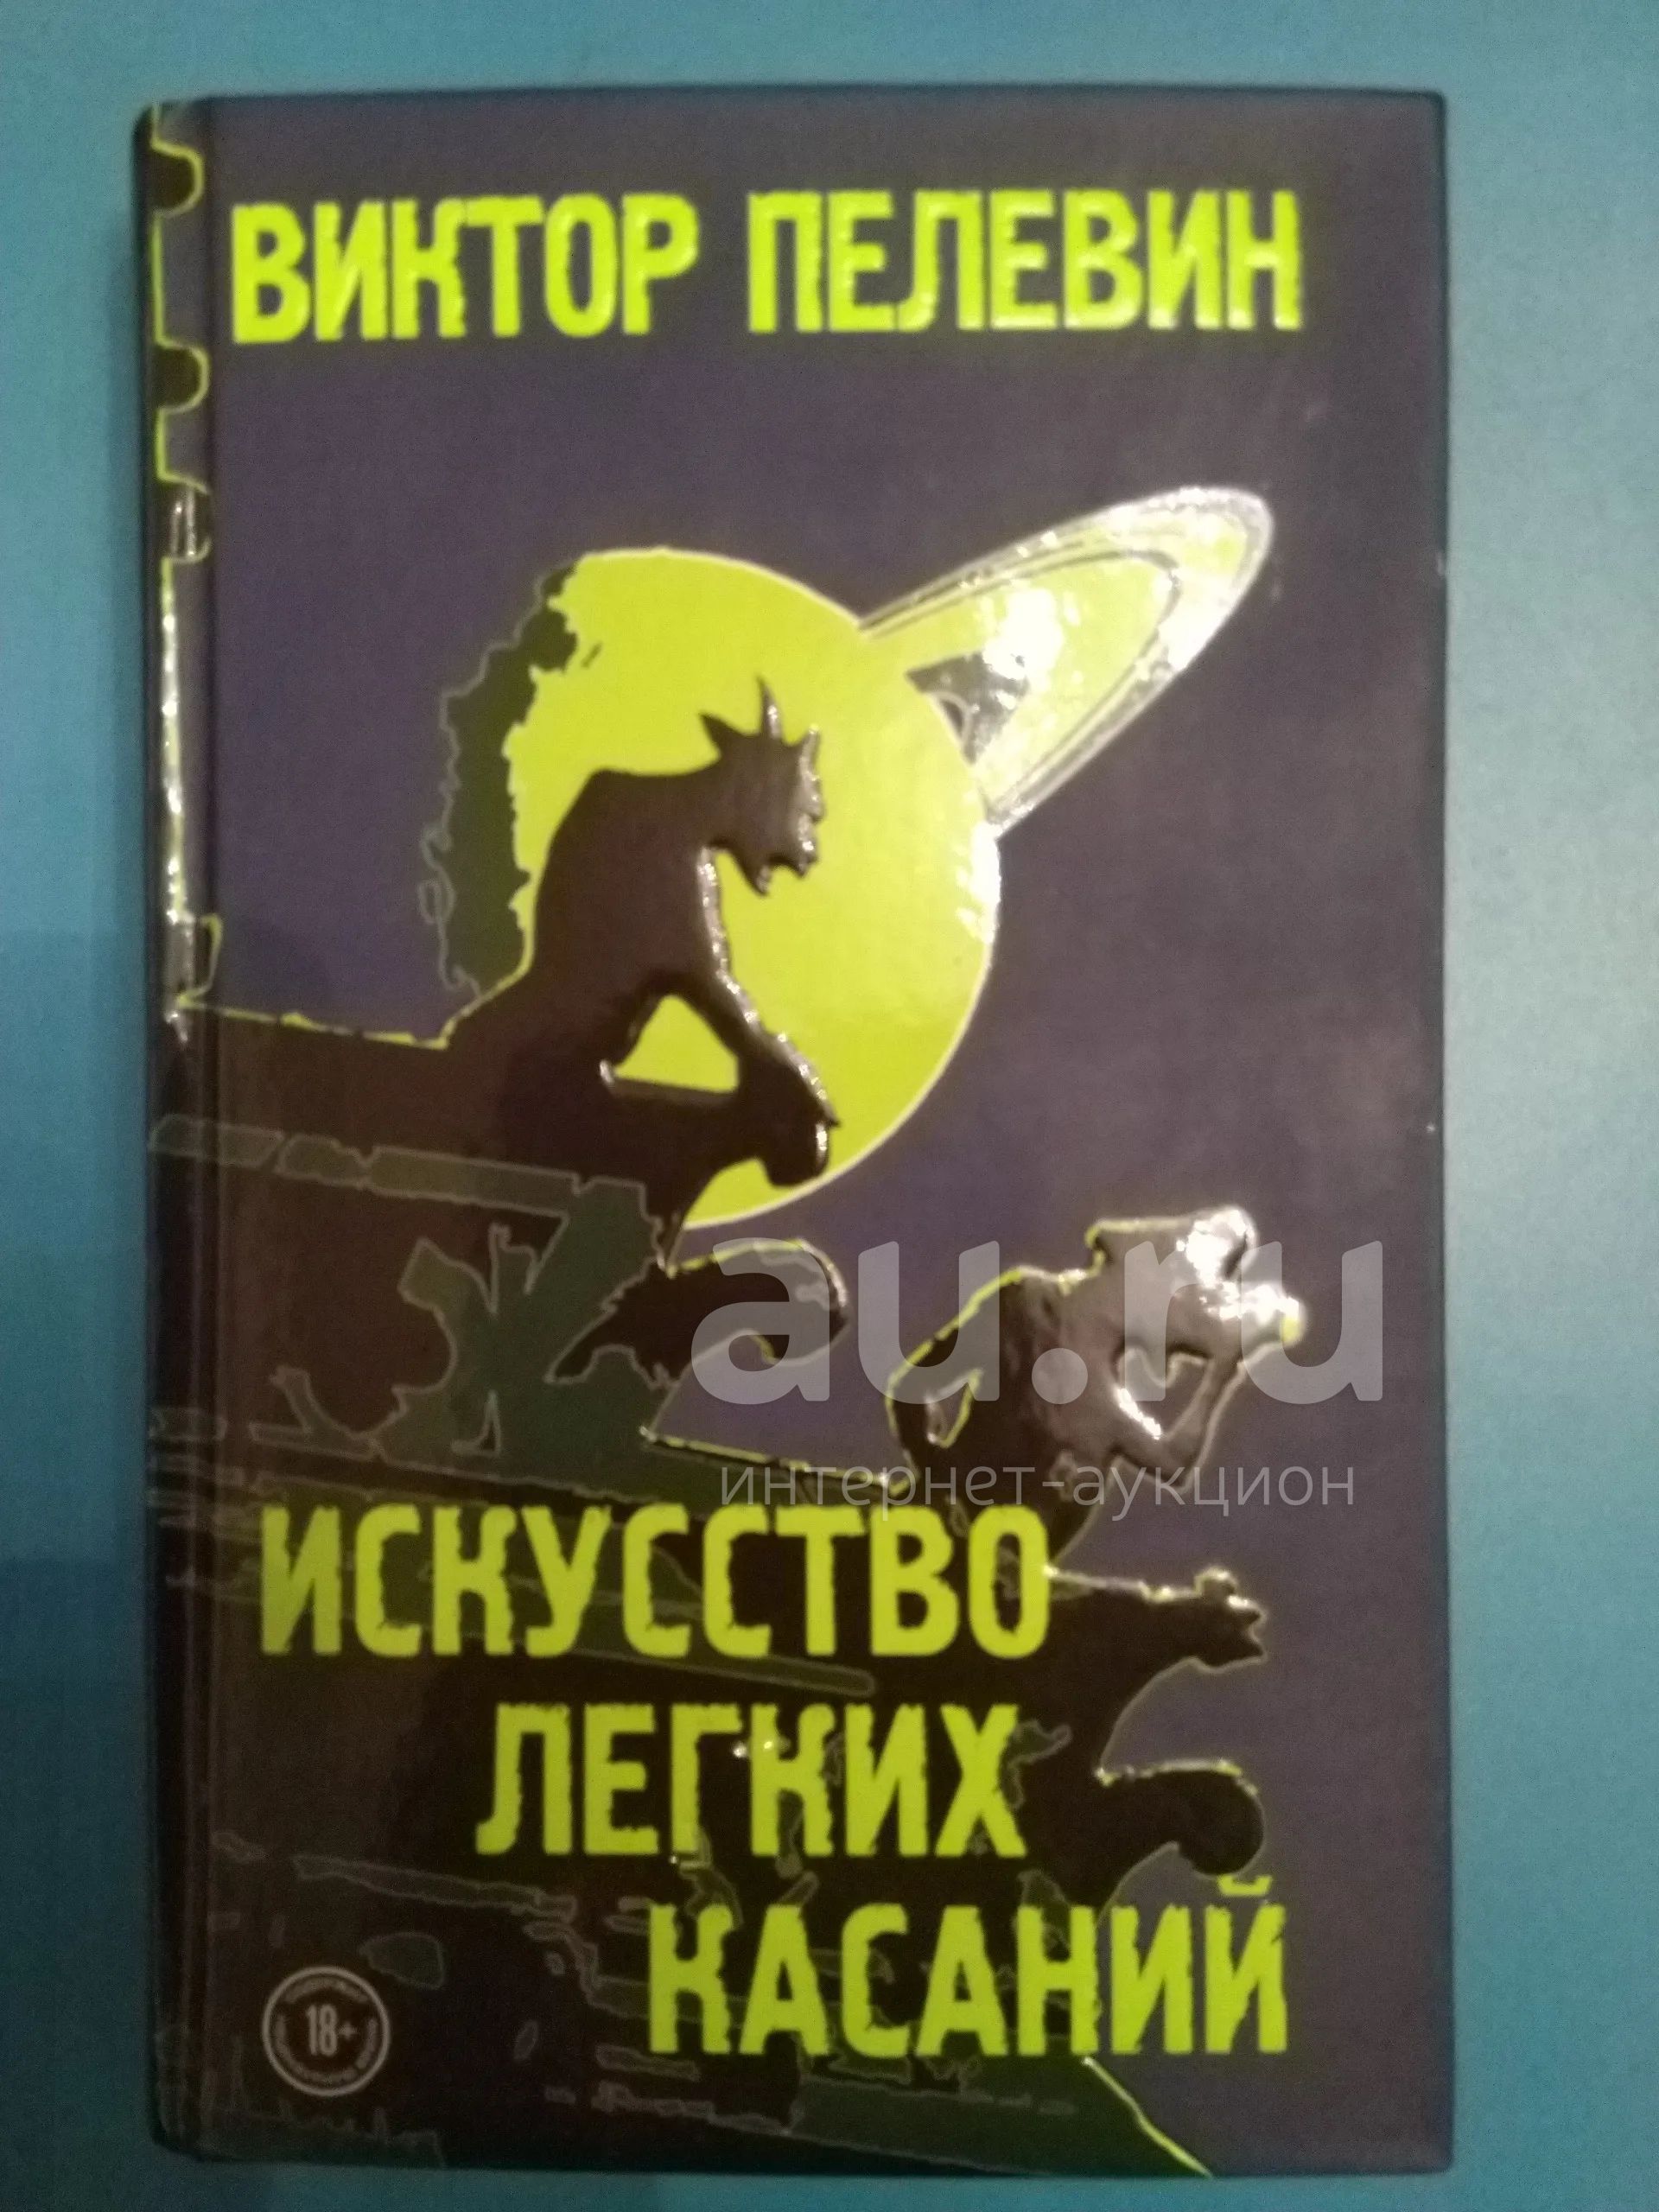 ВИКТОР ПЕЛЕВИН
au.ru
интернет-аукцион
ИСКУССТВО
ЛЕГКИХ
КАСАНИЙ
18+